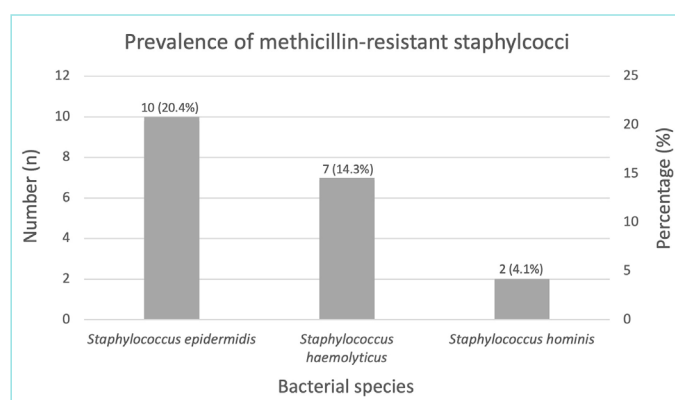 Prevalence of methicillin-resistant staphylcocci
12
10
8
6
4
2
0
Number (n)
10 (20.4%)
7 (14.3%)
2 (4.1%)
25
20
15
10
5
0
Percentage (%)
Staphylococcus epidermidis
Staphylococcus
haemolyticus
Staphylococcus hominis
Bacterial species